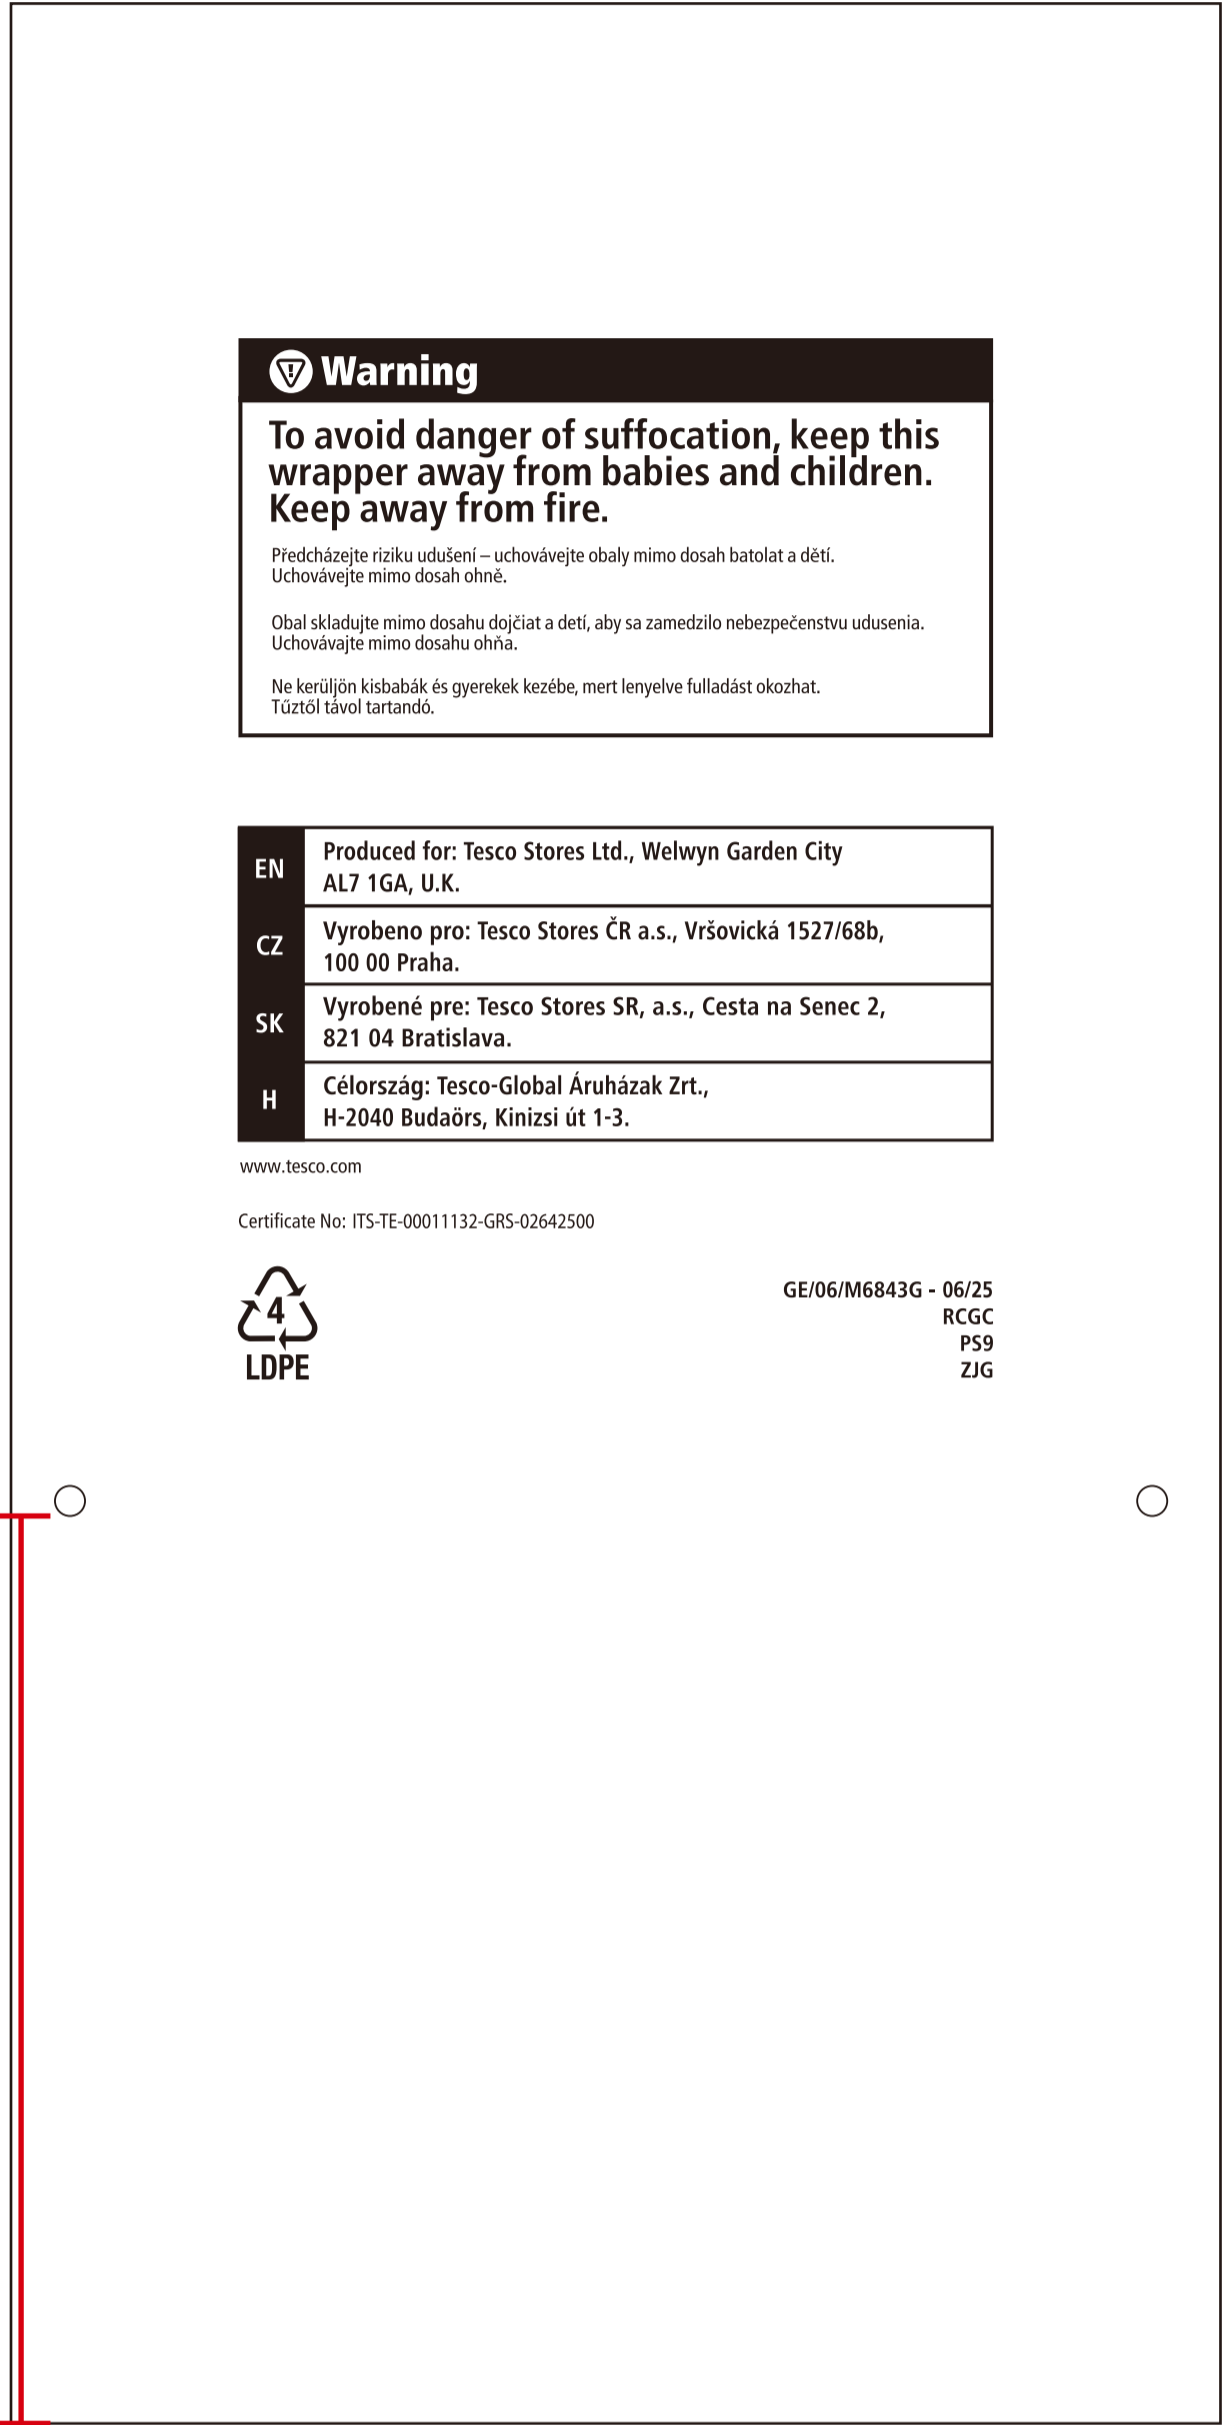 Warning
To avoid danger of suffocation, keep this
wrapper away from babies and children.
Keep away from fire.
Předcházejte riziku udušení – uchovávejte obaly mimo dosah batolat a dětí.
Uchovávejte mimo dosah ohně.
Obal skladujte mimo dosahu dojčiat a detí, aby sa zamedzilo nebezpečenstvu udusenia.
Uchovávajte mimo dosahu ohňa.
Ne kerüljön kisbabák és gyerekek kezébe, mert lenyelve fulladást okozhat.
Tűztől távol tartandó.
EN
Produced for: Tesco Stores Ltd., Welwyn Garden City
AL7 1GA, U.K.
CZ
Vyrobeno pro: Tesco Stores ČR a.s., Vršovická 1527/68b,
100 00 Praha.
SK
Vyrobené pre: Tesco Stores SR, a.s., Cesta na Senec 2,
821 04 Bratislava.
H
Célország: Tesco-Global Áruházak Zrt.,
H-2040 Budaörs, Kinizsi út 1-3.
www.tesco.com
Certificate No: ITS-TE-00011132-GRS-02642500
4
LDPE
GE/06/M6843G - 06/25
RCGC
PS9
ZJG